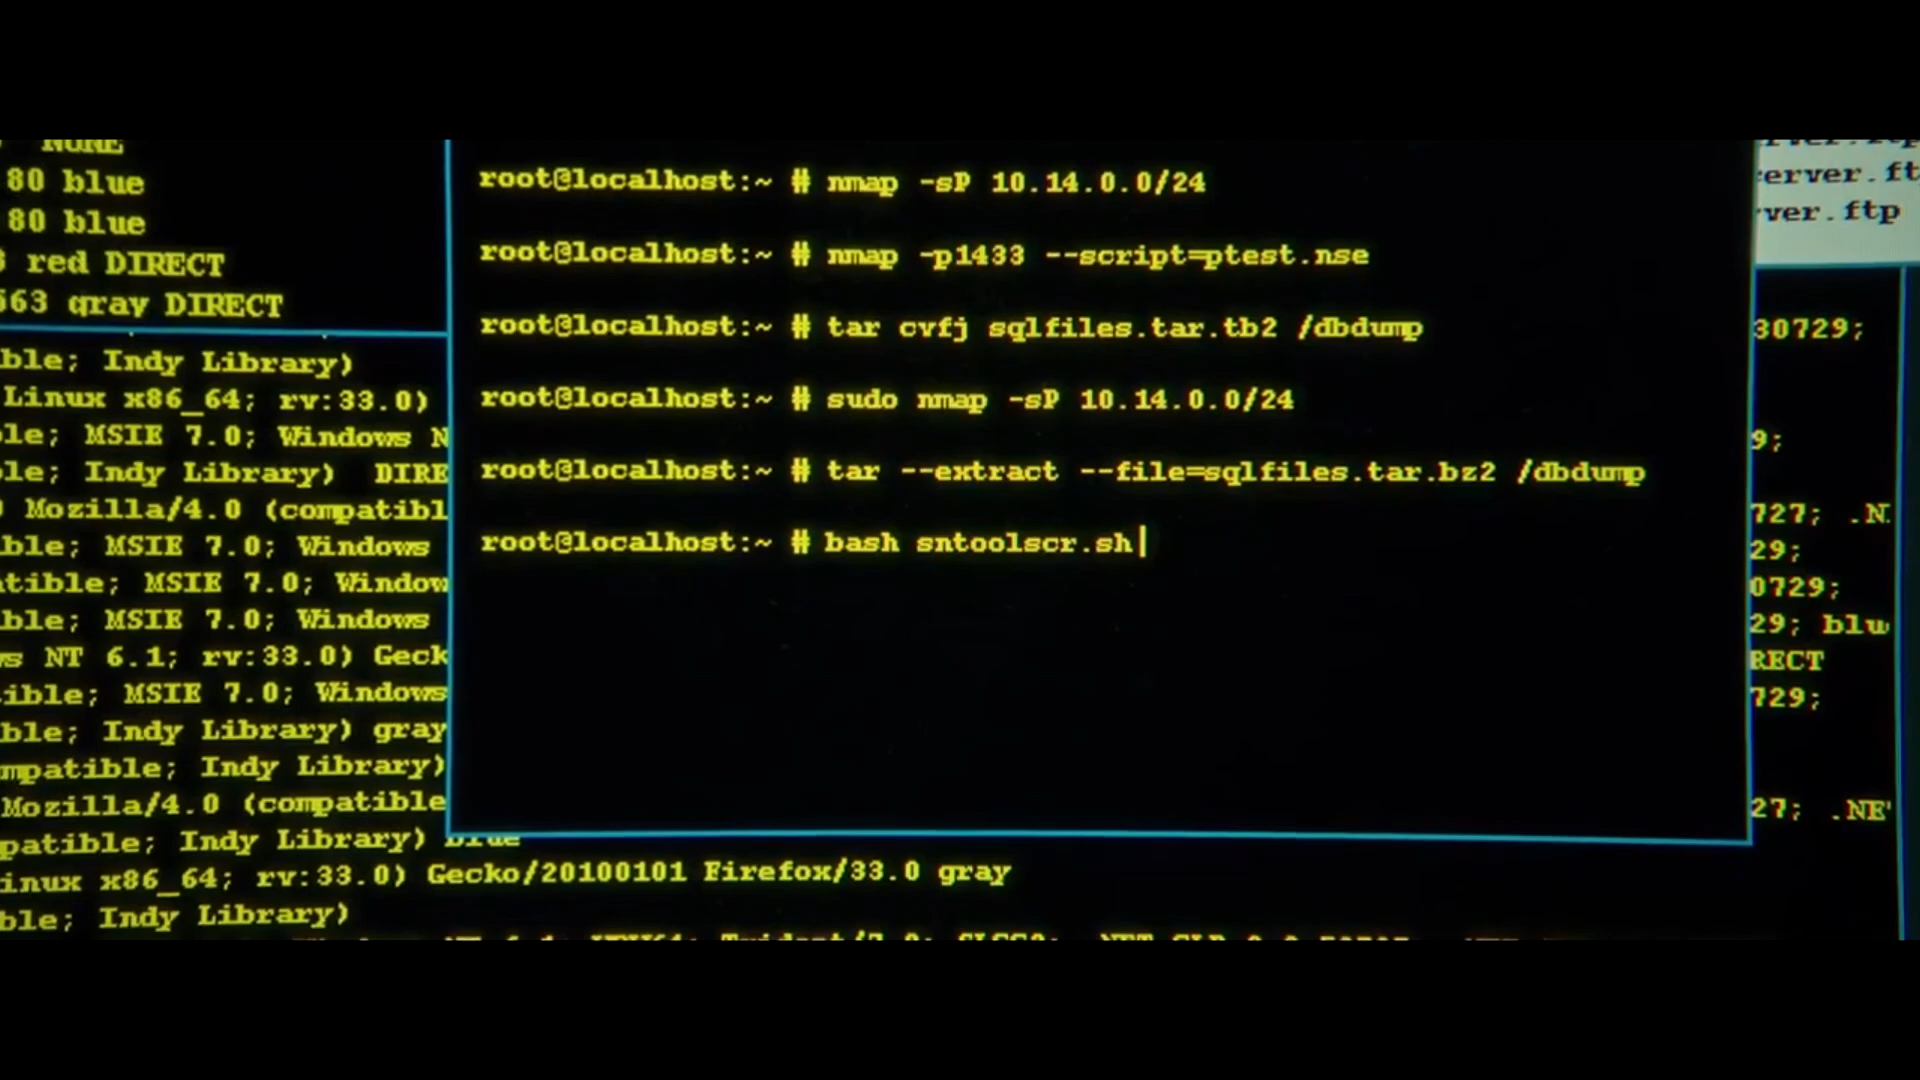 NONE
80 blue
80 blue
red DIRECT
563 gray DIRECT
ble; Indy Library)
Linux x86_64; rv:33.0)
le; MSIE 7.0; Windows N
le; Indy Library) DIRE
Mozilla/4.0 (compatibl
ble; MSIE 7.0; Windows
tible; MSIE 7.0; Window
ble; MSIE 7.0; Windows
s NT 6.1; rv:33.0) Geck
ible; MSIE 7.0; Windows
ble; Indy Library) gray
mpatible; Indy Library)
Mozilla/4.0 (compatible
patible; Indy Library) blue
inux x86_64; rv:33.0) Gecko/20100101 Firefox/33.0 gray
ble; Indy Library)
root@localhost:~ # nmap -sP 10.14.0.0/24
root@localhost:~ # nmap -p1433 --script=ptest.nse
root@localhost:~ # tar cvfj sqlfiles.tar.tb2 /dbdump
root@localhost:~ # sudo nmap -sP 10.14.0.0/24
root@localhost:~ # tar --extract --file=sqlfiles.tar.bz2 /dbdump
root@localhost:~ # bash sntoolscr.sh
erver.ft
ver.ftp
30729;
9;
727; .N
29;
0729;
29; blu
RECT
729;
27; .NE